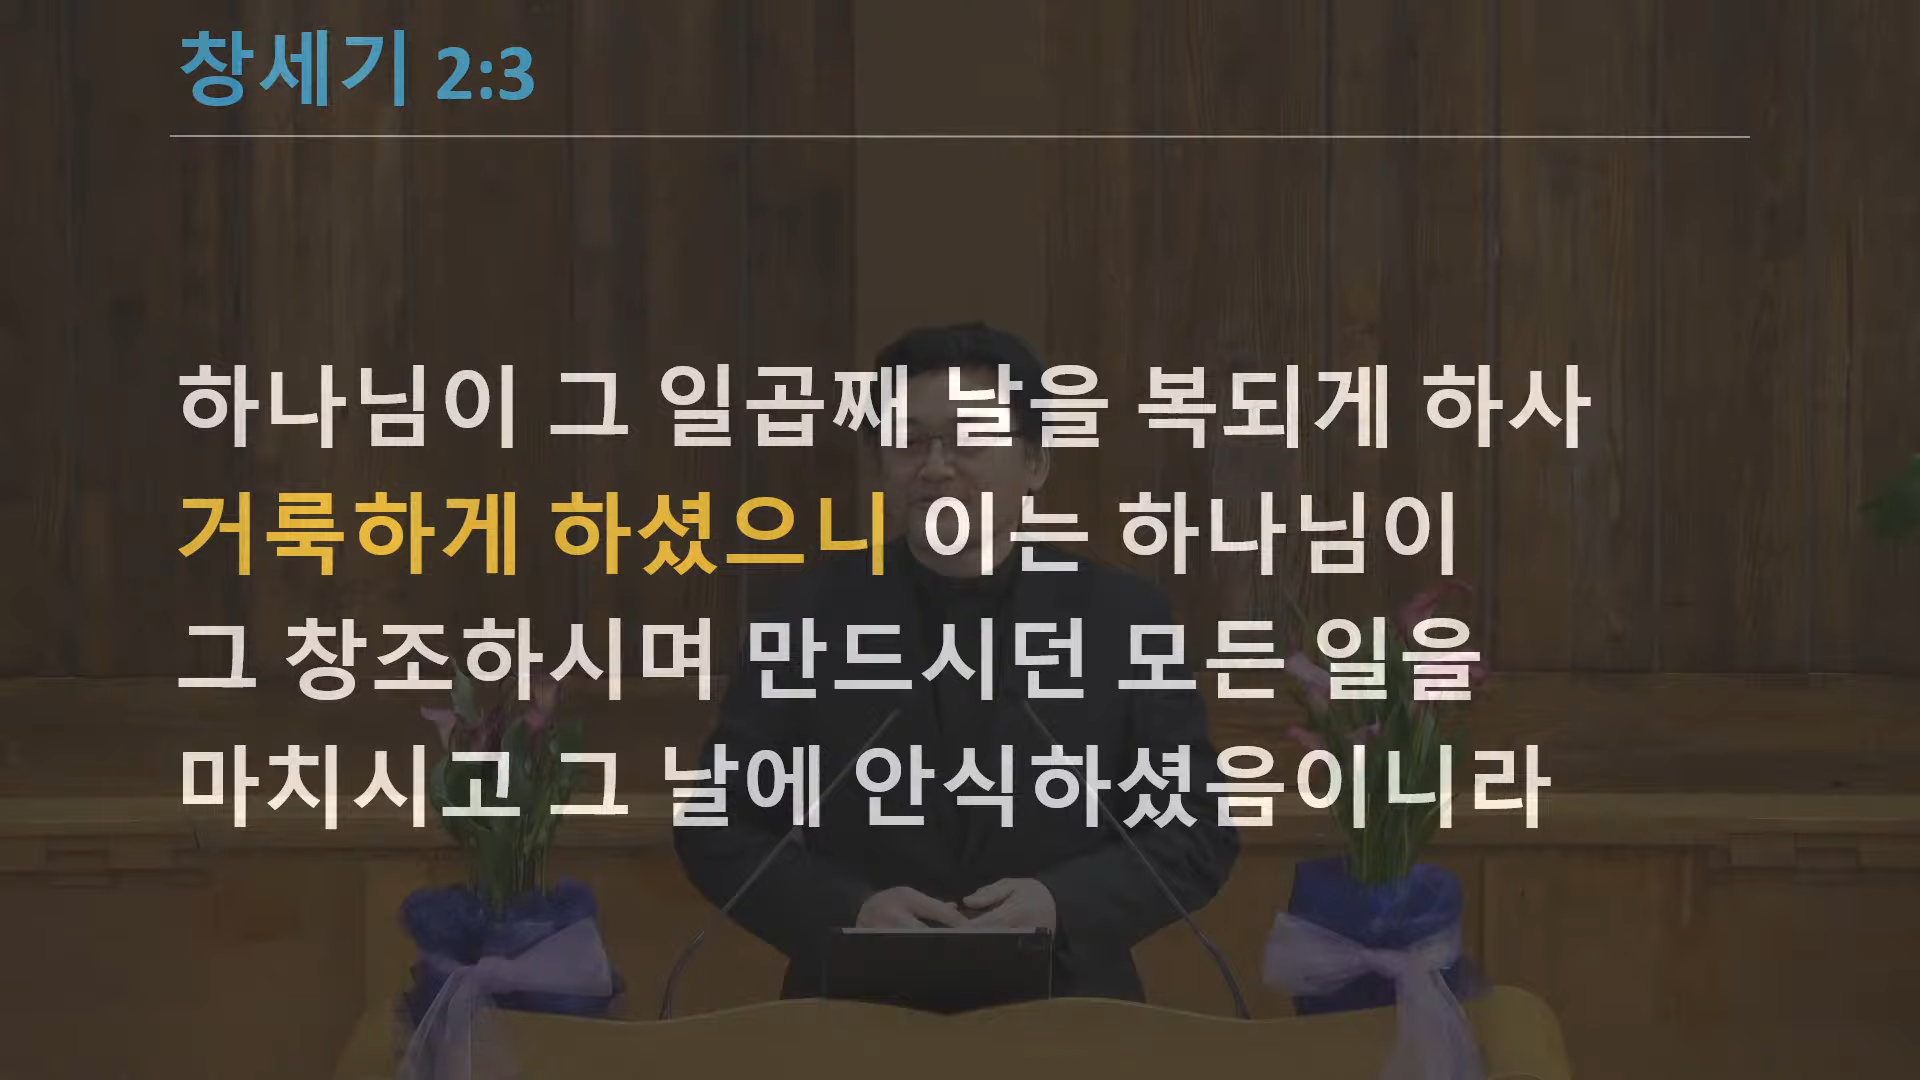 창세기 2:3
하나님이 그 일곱째 날을 복되게 하사
거룩하게 하셨으니 이는 하나님이
그 창조하시며 만드시던 모든 일을
마치시고 그 날에 안식하셨음이니라